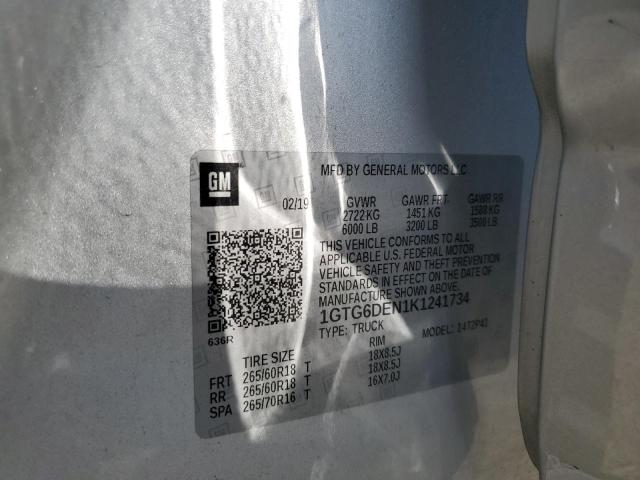 GM
MFD BY GENERAL MOTORS LLC
02/19 GVWR GAWR FRT GAWR RR
2722 KG 1451 KG 1588 KG
6000 LB 3200 LB 3500 LB
THIS VEHICLE CONFORMS TO ALL
APPLICABLE U.S. FEDERAL MOTOR
VEHICLE SAFETY AND THEFT PREVENTION
STANDARDS IN EFFECT ON THE DATE OF
MANUFACTURE SHOWN ABOVE.
1GTG6DEN1K1241734
636R
TYPE: TRUCK MODEL: 14T2P43
TIRE SIZE RIM
FRT 265/60R18 T 18X8.5J
RR 265/60R18 T 18X8.5J
SPA 265/70R16 T 16X7.0J